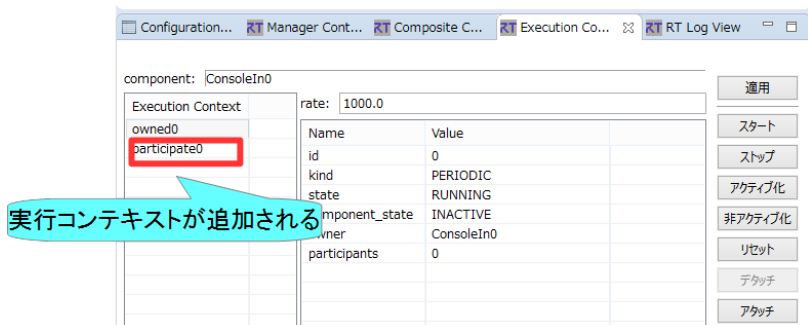 Configuration...
RT Manager Cont...
RT Composite C...
RT Execution Co...
RT RT Log View
component: ConsoleIn0
適用
Execution Context
rate: 1000.0
owned0
participate0
Name Value
id 0
kind PERIODIC
state RUNNING
component_state INACTIVE
owner ConsoleIn0
participants 0
実行コンテキストが追加される
スタート
ストップ
アクティブ化
非アクティブ化
リセット
デタッチ
アタッチ